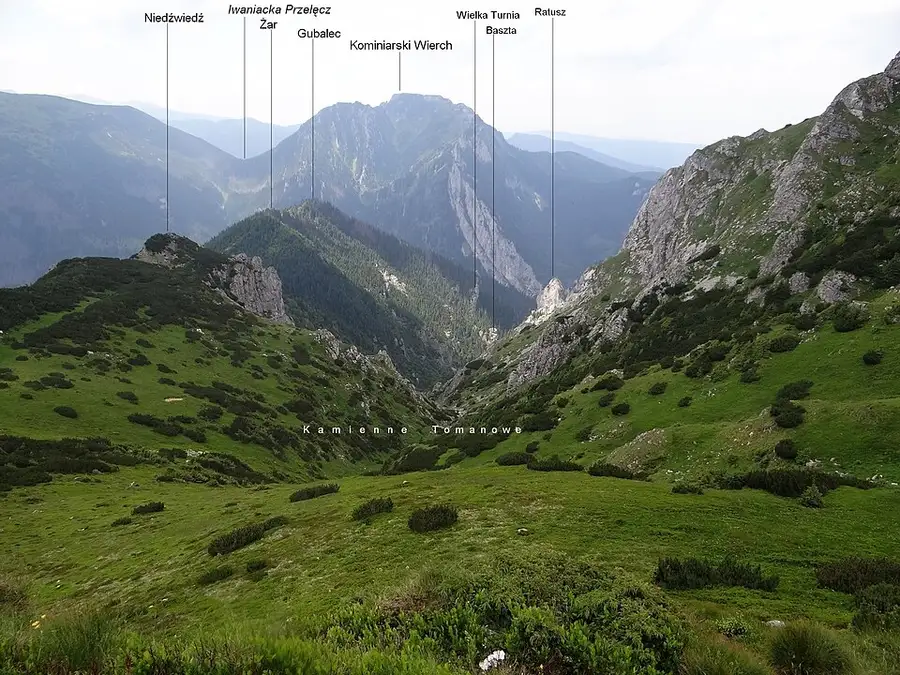 Niedźwiedź
Iwaniacka Przełęcz
Żar
Gubalec
Kominiarski Wierch
Wielka Turnia
Baszta
Ratusz
Kamienne Tomanowe